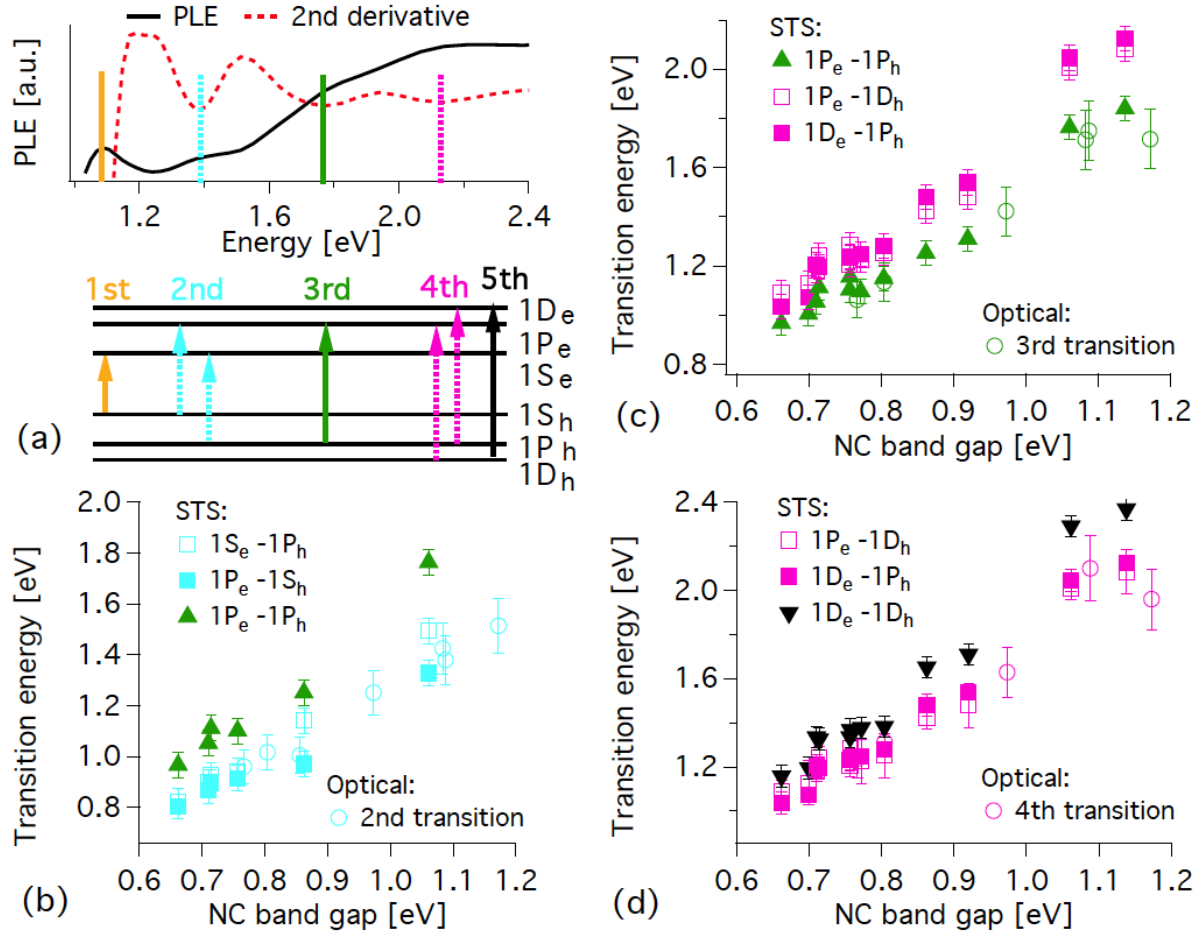 PLE 2nd derivative
PLE [a.u.]
1.2 1.6 2.0 2.4
Energy [eV]
1st 2nd 3rd 4th 5th
1De
1Pe
1Se
1Sh
1Ph
1Dh
(a)
2.0
1.8
1.6
1.4
1.2
1.0
0.8
Transition energy [eV]
STS:
1Se -1Ph
1Pe -1Sh
1Pe -1Ph
Optical:
2nd transition
0.6 0.7 0.8 0.9 1.0 1.1 1.2
NC band gap [eV]
(b)
2.0
1.6
1.2
0.8
Transition energy [eV]
STS:
1Pe -1Ph
1Pe -1Dh
1De -1Ph
Optical:
3rd transition
0.6 0.7 0.8 0.9 1.0 1.1 1.2
NC band gap [eV]
(c)
2.4
2.0
1.6
1.2
Transition energy [eV]
STS:
1Pe -1Dh
1De -1Ph
1De -1Dh
Optical:
4th transition
0.6 0.7 0.8 0.9 1.0 1.1 1.2
NC band gap [eV]
(d)